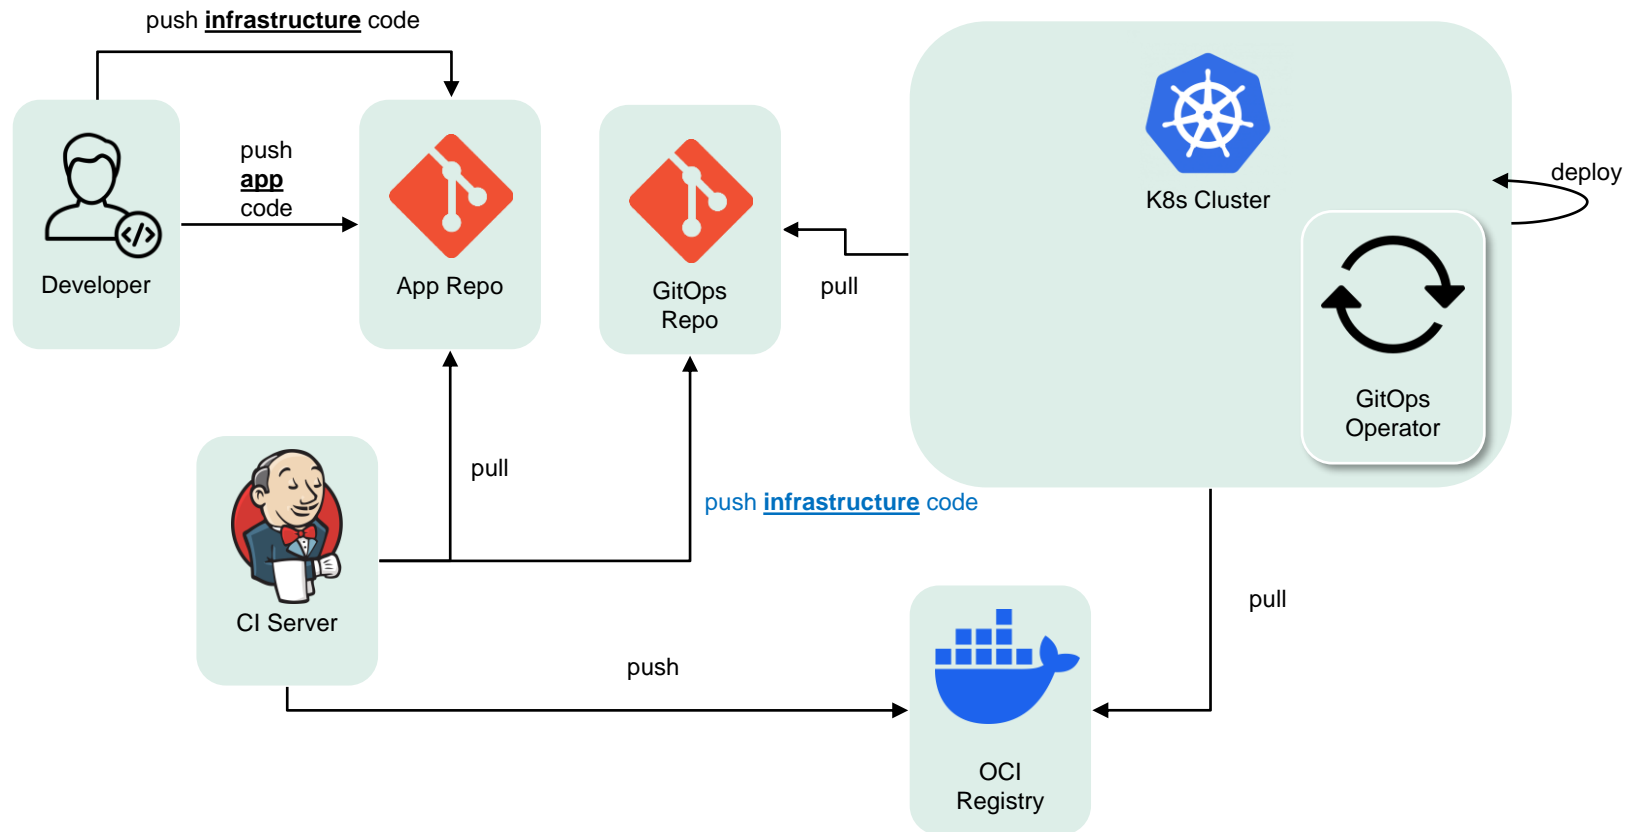 push infrastructure code
push
app
code
Developer
App Repo
GitOps
Repo
pull
K8s Cluster
deploy
GitOps
Operator
pull
push infrastructure code
CI Server
push
pull
OCI
Registry